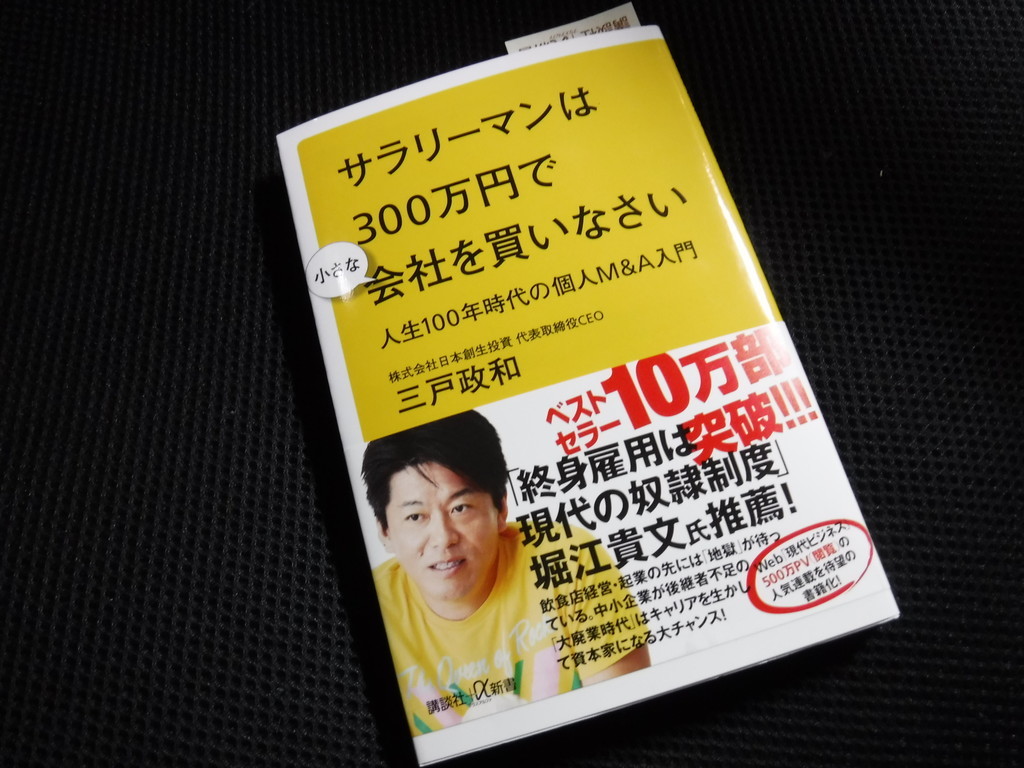 サラリーマンは
300万円で
小さな
会社を買いなさい
人生100年時代の個人M&A入門
株式会社日本創生投資 代表取締役CEO
三戸政和
ベスト
セラー
10万部
突破!!!
「終身雇用は
現代の奴隷制度」
堀江貴文氏推薦!
飲食店経営・起業の先には「地獄」が待っ
ている。中小企業が後継者不足の
「大廃業時代」はキャリアを生かし
て資本家になる大チャンス!
Web「現代ビジネス」
500万PV「閲覧」の
人気連載を待望の
書籍化!
Queen of
講談社+α新書